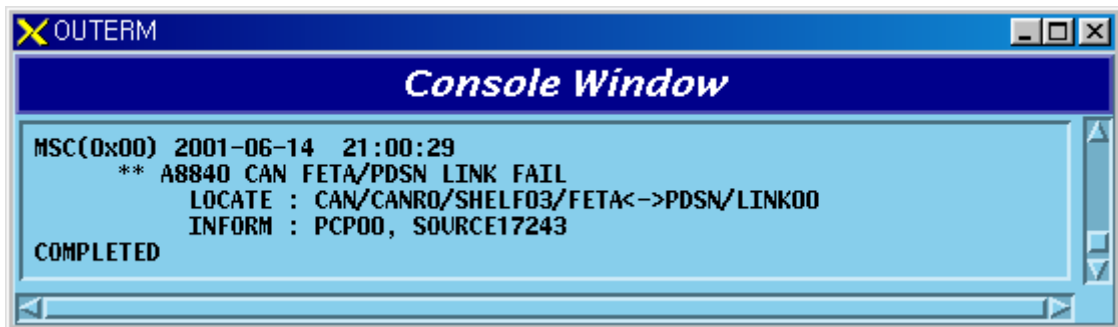 OUTERM
Console Window
MSC(0x00) 2001-06-14 21:00:29
** A8840 CAN FETA/PDSN LINK FAIL
LOCATE : CAN/CANR0/SHELF03/FETA<->PDSN/LINK00
INFORM : PCP00, SOURCE17243
COMPLETED